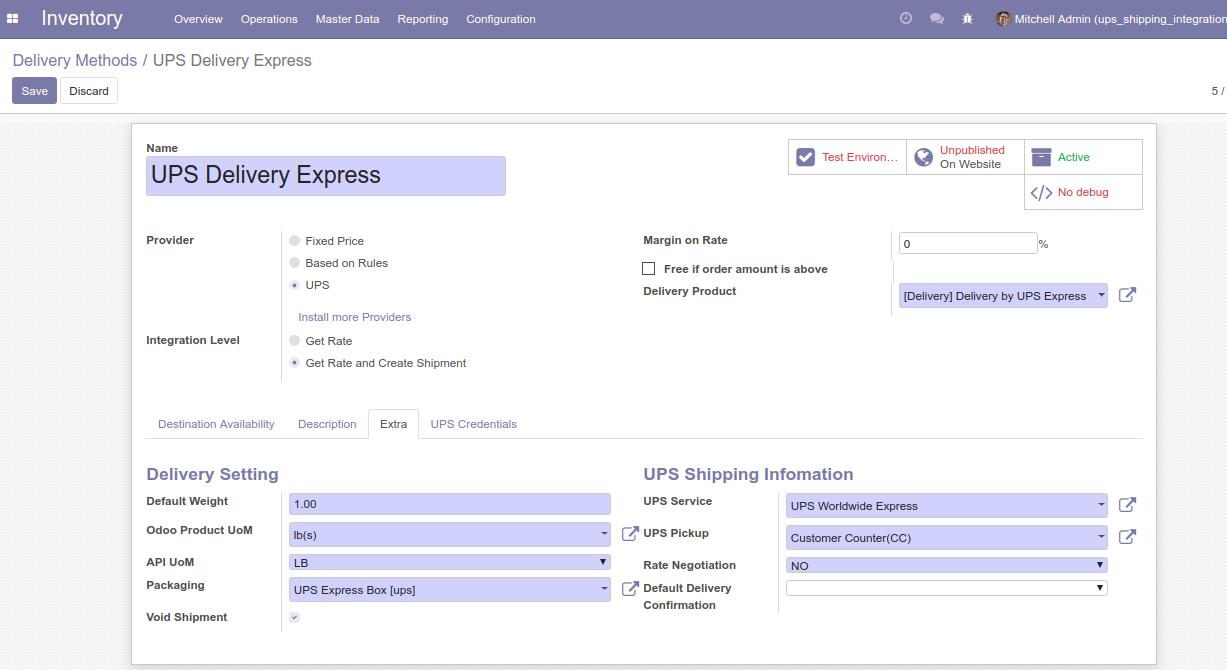 Inventory Overview Operations Master Data Reporting Configuration Mitchell Admin (ups_shipping_integration
Delivery Methods / UPS Delivery Express
Save Discard 5 /
Name
UPS Delivery Express
Test Environ... Unpublished On Website Active
No debug
Provider Fixed Price Margin on Rate 0 %
Based on Rules Free if order amount is above
UPS Delivery Product [Delivery] Delivery by UPS Express
Install more Providers
Integration Level Get Rate
Get Rate and Create Shipment
Destination Availability Description Extra UPS Credentials
Delivery Setting UPS Shipping Infomation
Default Weight 1.00 UPS Service UPS Worldwide Express
Odoo Product UoM lb(s) UPS Pickup Customer Counter(CC)
API UoM LB Rate Negotiation NO
Packaging UPS Express Box [ups] Default Delivery
Confirmation
Void Shipment